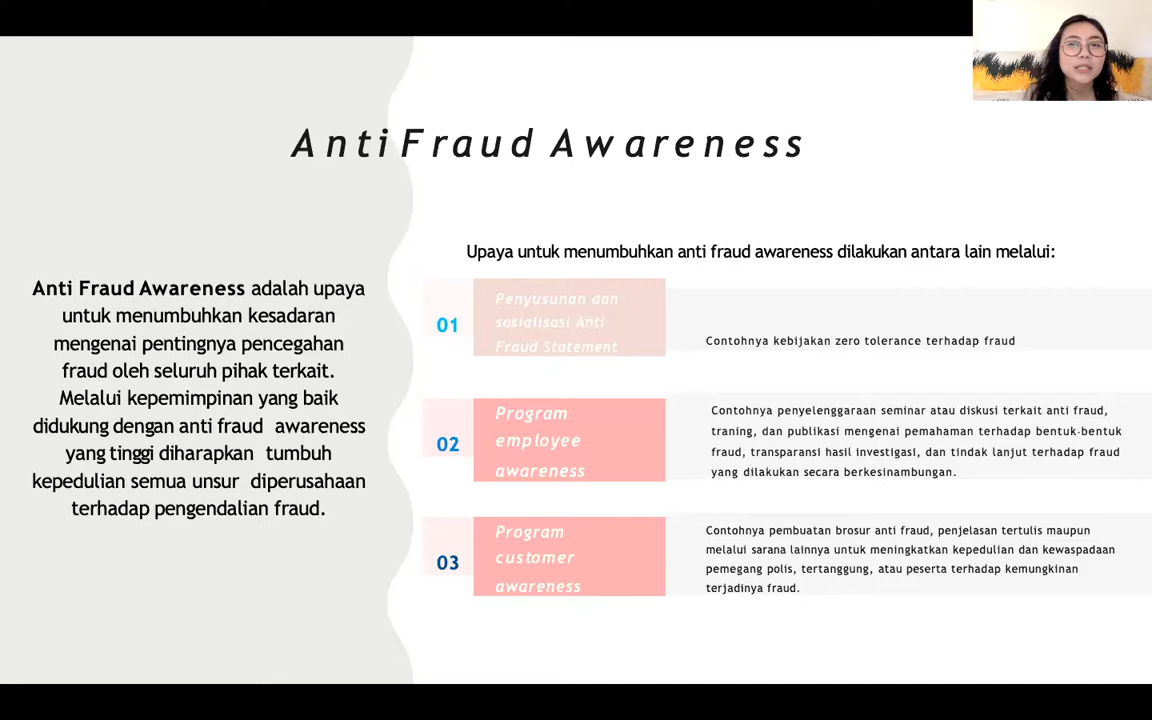 Anti Fraud Awareness
Anti Fraud Awareness adalah upaya
untuk menumbuhkan kesadaran
mengenai pentingnya pencegahan
fraud oleh seluruh pihak terkait.
Melalui kepemimpinan yang baik
didukung dengan anti fraud awareness
yang tinggi diharapkan tumbuh
kepedulian semua unsur diperusahaan
terhadap pengendalian fraud.
Upaya untuk menumbuhkan anti fraud awareness dilakukan antara lain melalui:
01
Penyusunan dan
sosialisasi Anti
Fraud Statement
Contohnya kebijakan zero tolerance terhadap fraud
02
Program
employee
awareness
Contohnya penyelenggaraan seminar atau diskusi terkait anti fraud,
traning, dan publikasi mengenai pemahaman terhadap bentuk-bentuk
fraud, transparansi hasil investigasi, dan tindak lanjut terhadap fraud
yang dilakukan secara berkesinambungan.
03
Program
customer
awareness
Contohnya pembuatan brosur anti fraud, penjelasan tertulis maupun
melalui sarana lainnya untuk meningkatkan kepedulian dan kewaspadaan
pemegang polis, tertanggung, atau peserta terhadap kemungkinan
terjadinya fraud.